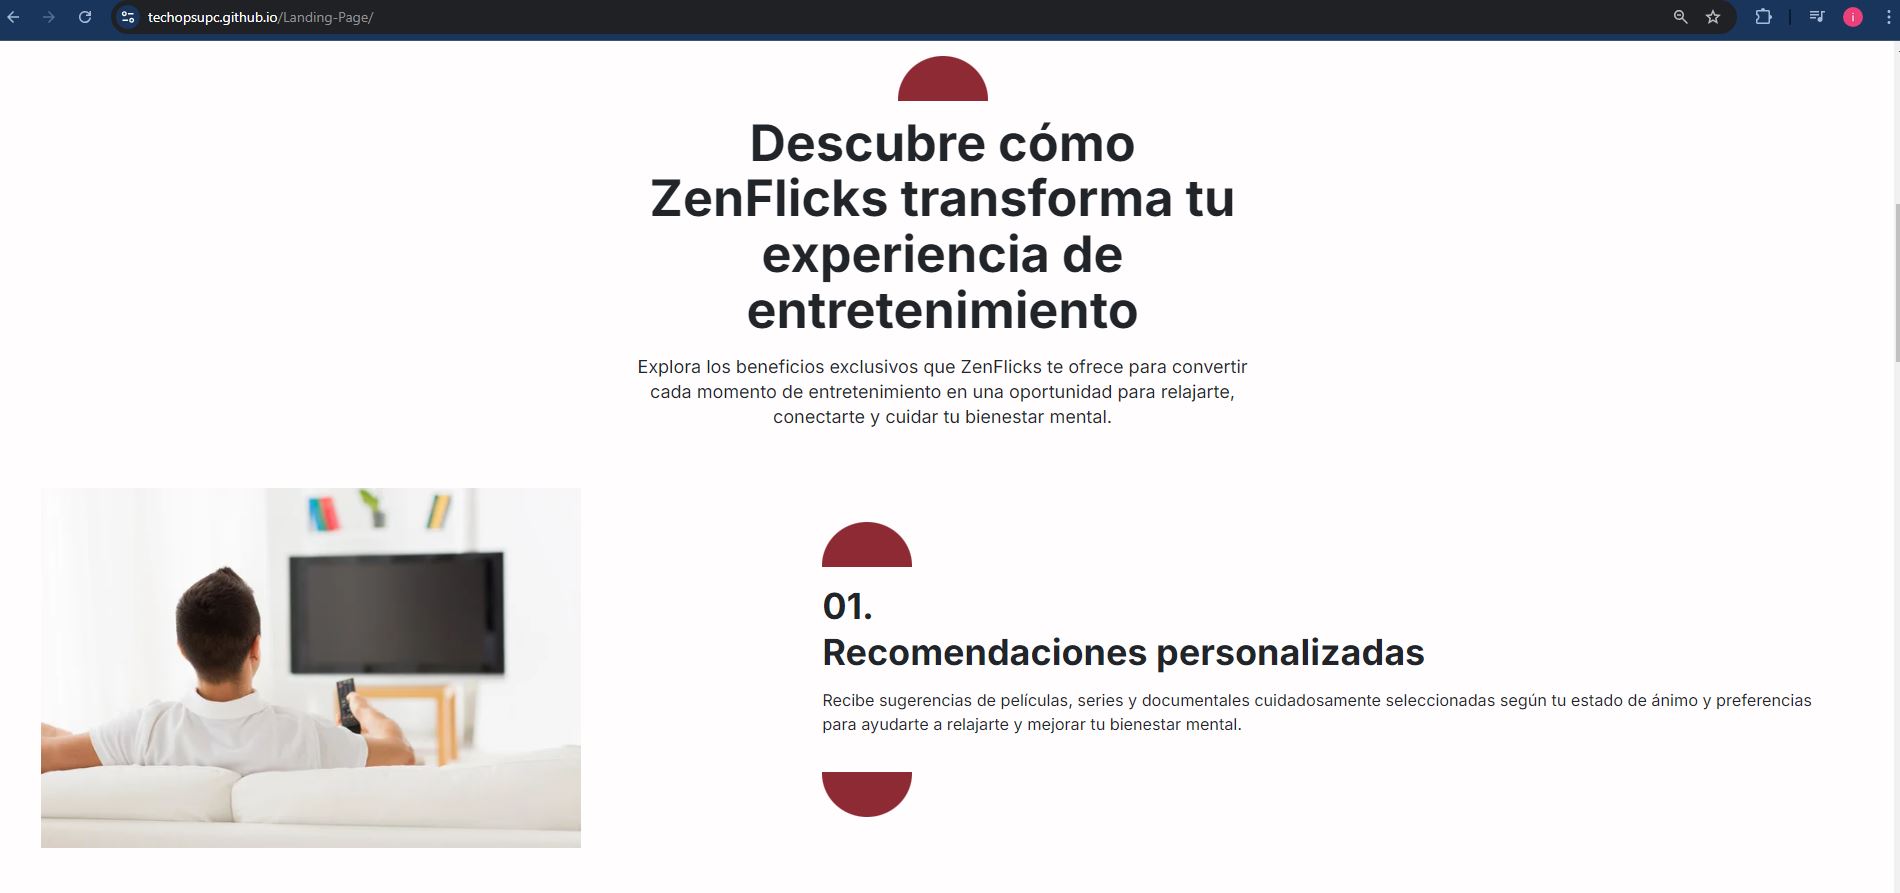 techopsupc.github.io/Landing-Page/
i
Descubre cómo
ZenFlicks transforma tu
experiencia de
entretenimiento
Explora los beneficios exclusivos que ZenFlicks te ofrece para convertir
cada momento de entretenimiento en una oportunidad para relajarte,
conectarte y cuidar tu bienestar mental.
01.
Recomendaciones personalizadas
Recibe sugerencias de películas, series y documentales cuidadosamente seleccionadas según tu estado de ánimo y preferencias
para ayudarte a relajarte y mejorar tu bienestar mental.